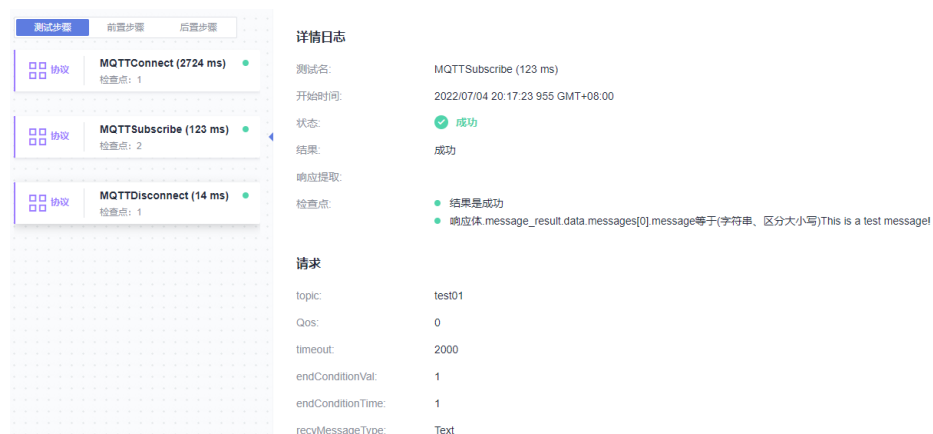 测试步骤 前置步骤 后置步骤
协议 MQTTConnect (2724 ms)
检查点：1
协议 MQTTSubscribe (123 ms)
检查点：2
协议 MQTTDisconnect (14 ms)
检查点：1
详情日志
测试名: MQTTSubscribe (123 ms)
开始时间: 2022/07/04 20:17:23 955 GMT+08:00
状态: 成功
结果: 成功
响应提取:
检查点: 结果是成功
响应体.message_result.data.messages[0].message等于(字符串、区分大小写)This is a test message!
请求
topic: test01
Qos: 0
timeout: 2000
endConditionVal: 1
endConditionTime: 1
recvMessageType: Text